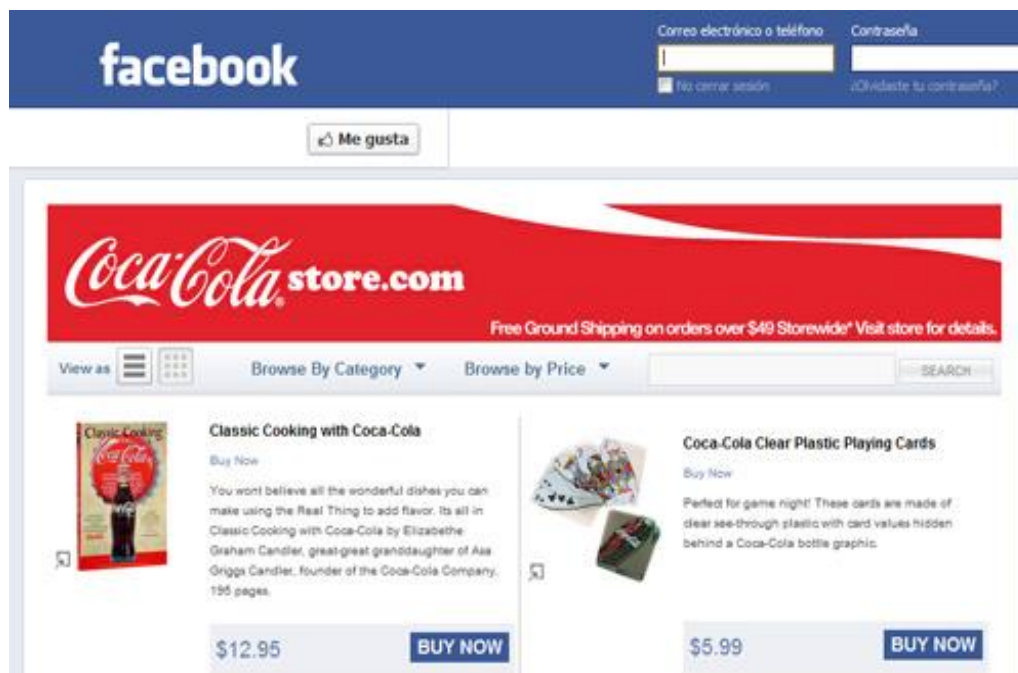 facebook
Correo electrónico o teléfono
Contraseña
No cerrar sesión
¿Olvidaste tu contraseña?
Me gusta
Coca-Cola store.com
Free Ground Shipping on orders over $49 Storewide* Visit store for details.
View as
Browse By Category
Browse by Price
SEARCH
Classic Cooking
Coca-Cola
Classic Cooking with Coca-Cola
Buy Now
You wont believe all the wonderful dishes you can
make using the Real Thing to add flavor. Its all in
Classic Cooking with Coca-Cola by Elizabethe
Graham Candler, great-great granddaughter of Asa
Griggs Candler, founder of the Coca-Cola Company.
195 pages.
$12.95
BUY NOW
Coca-Cola Clear Plastic Playing Cards
Buy Now
Perfect for game night! These cards are made of
clear see-through plastic with card values hidden
behind a Coca-Cola bottle graphic.
$5.99
BUY NOW